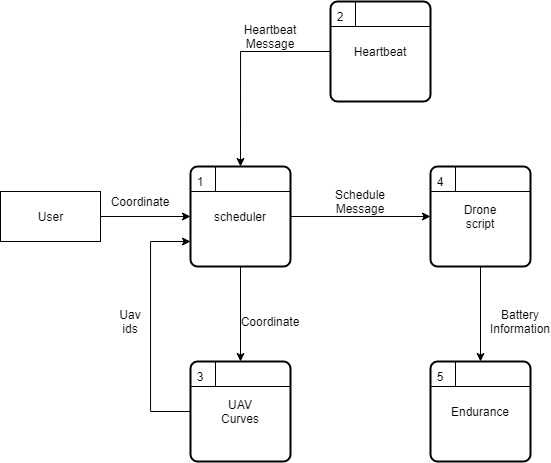 2
Heartbeat
Message
Heartbeat
1
4
Coordinate
Schedule
Message
User
scheduler
Drone
script
Uav
ids
Coordinate
Battery
Information
3
5
UAV
Curves
Endurance